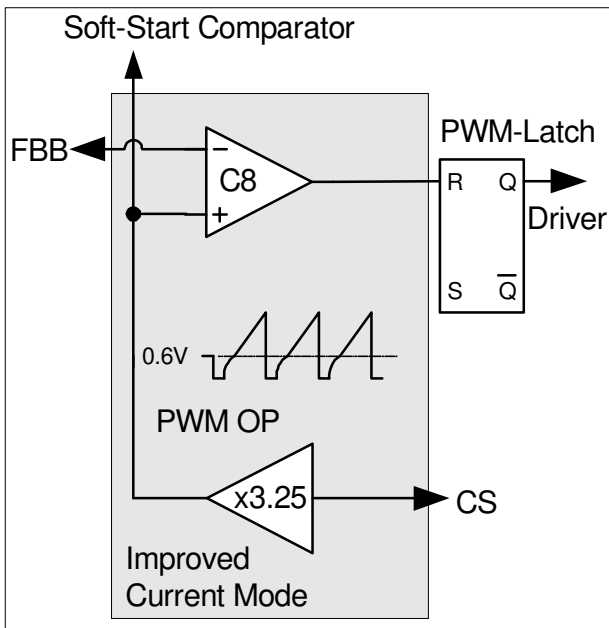 Soft-Start Comparator
FBB
PWM-Latch
C8
R Q
Driver
S Q̅
0.6V
PWM OP
x3.25
CS
Improved
Current Mode